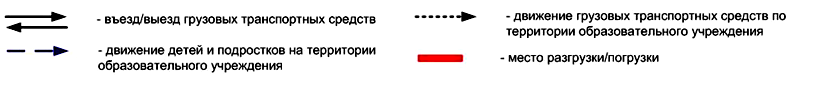 - въезд/выезд грузовых транспортных средств
- движение детей и подростков на территории
образовательного учреждения
- движение грузовых транспортных средств по
территории образовательного учреждения
- место разгрузки/погрузки